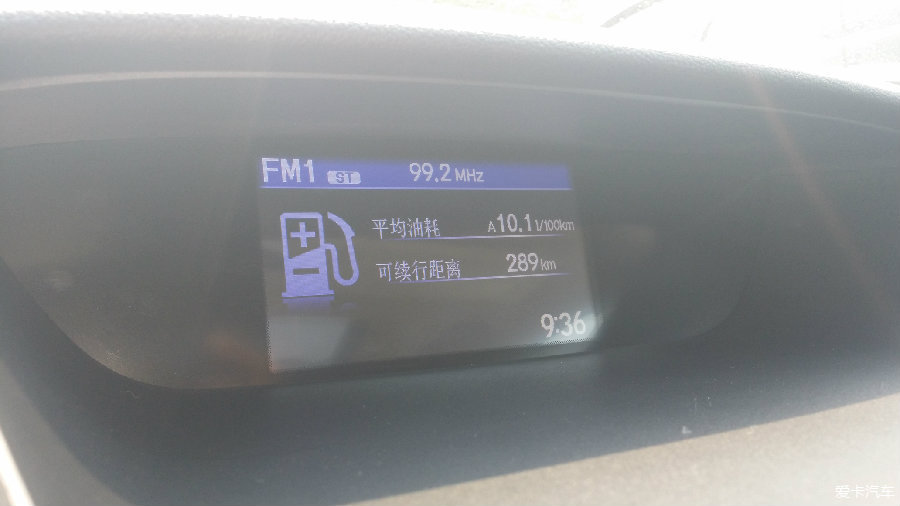 FM1 ST 99.2 MHz
平均油耗 A 10.1 l/100km
可续行距离 289 km
9:36
爱卡汽车